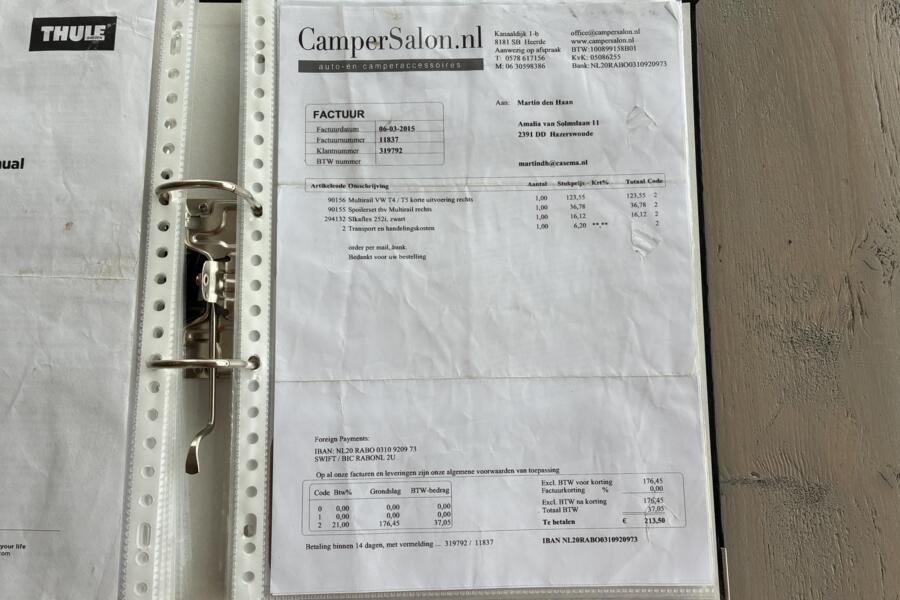 THULE
ual
your life
com
CamperSalon.nl
auto-en camperaccessoires
Kanaaldijk 1-b
8181 SB Heerde
Aanwezig op afspraak
T: 0578 617156
M: 06 30598386
office@campersalon.nl
www.campersalon.nl
BTW:100899158B01
KvK: 05086255
Bank: NL20RABO0310920973
FACTUUR
Factuurdatum 06-03-2015
Factuurnummer 11837
Klantnummer 319792
BTW nummer
Aan: Martin den Haan
Amalia van Solmslaan 11
2391 DD Hazerswoude
martindh@casema.nl
Artikelcode Omschrijving Aantal Stukprijs Krt% Totaal Code
90156 Multirail VW T4 / T5 korte uitvoering rechts 1,00 123,55 123,55 2
90155 Spoilerset tbv Multirail rechts 1,00 36,78 36,78 2
294132 SIkaflex 252i, zwart 1,00 16,12 16,12 2
2 Transport en handelingskosten 1,00 6,20 **,** 2
order per mail, bank.
Bedankt voor uw bestelling
Foreign Payments:
IBAN: NL20 RABO 0310 9209 73
SWIFT / BIC RABONL 2U
Op al onze facturen en leveringen zijn onze algemene voorwaarden van toepassing
Code Btw% Grondslag BTW-bedrag
0 0,00 0,00 0,00
1 0,00 0,00 0,00
2 21,00 176,45 37,05
Excl. BTW voor korting 176,45
Factuurkorting % 0,00
Excl. BTW na korting 176,45
Totaal BTW 37,05
Te betalen € 213,50
Betaling binnen 14 dagen, met vermelding ... 319792 / 11837
IBAN NL20RABO0310920973